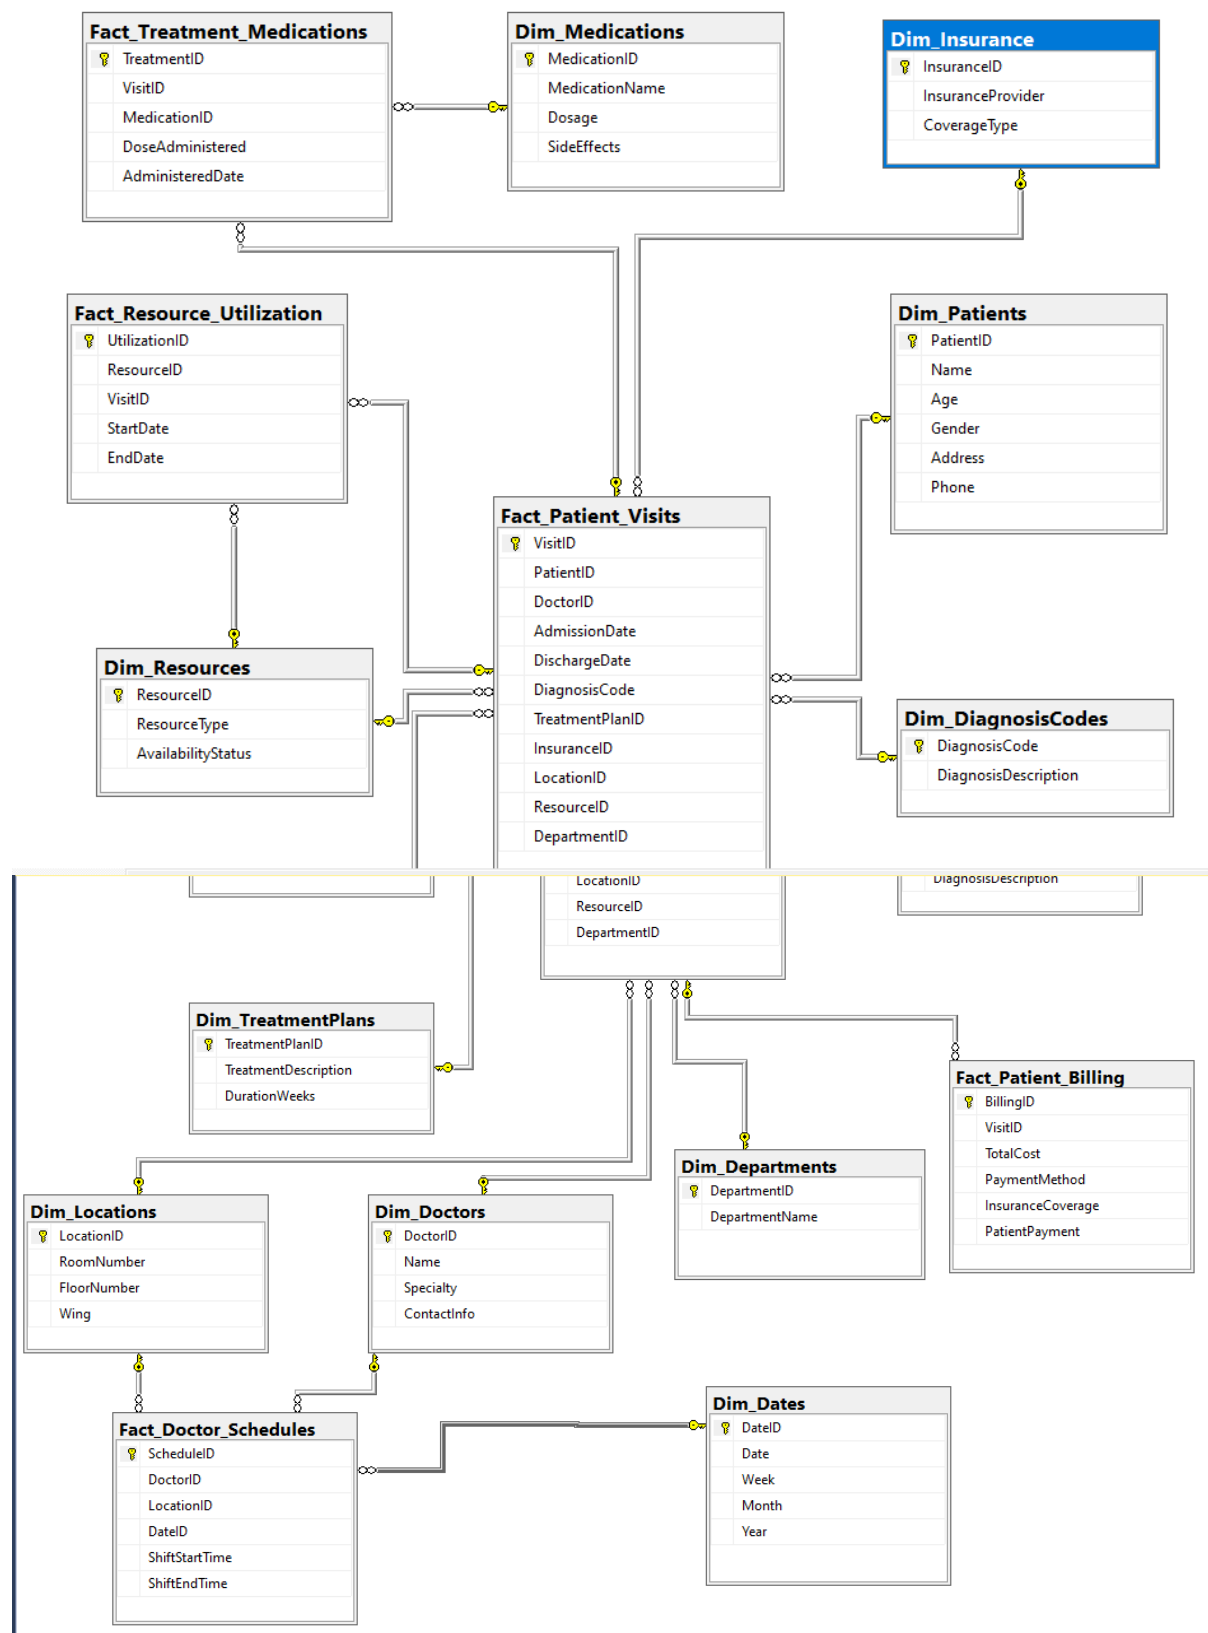 Fact_Treatment_Medications
TreatmentID
VisitID
MedicationID
DoseAdministered
AdministeredDate
Dim_Medications
MedicationID
MedicationName
Dosage
SideEffects
Dim_Insurance
InsuranceID
InsuranceProvider
CoverageType
Fact_Resource_Utilization
UtilizationID
ResourceID
VisitID
StartDate
EndDate
Dim_Patients
PatientID
Name
Age
Gender
Address
Phone
Fact_Patient_Visits
VisitID
PatientID
DoctorID
AdmissionDate
DischargeDate
DiagnosisCode
TreatmentPlanID
InsuranceID
LocationID
ResourceID
DepartmentID
Dim_Resources
ResourceID
ResourceType
AvailabilityStatus
Dim_DiagnosisCodes
DiagnosisCode
DiagnosisDescription
LocationID
ResourceID
DepartmentID
DiagnosisDescription
Dim_TreatmentPlans
TreatmentPlanID
TreatmentDescription
DurationWeeks
Fact_Patient_Billing
BillingID
VisitID
TotalCost
PaymentMethod
InsuranceCoverage
PatientPayment
Dim_Departments
DepartmentID
DepartmentName
Dim_Locations
LocationID
RoomNumber
FloorNumber
Wing
Dim_Doctors
DoctorID
Name
Specialty
ContactInfo
Fact_Doctor_Schedules
ScheduleID
DoctorID
LocationID
DateID
ShiftStartTime
ShiftEndTime
Dim_Dates
DateID
Date
Week
Month
Year